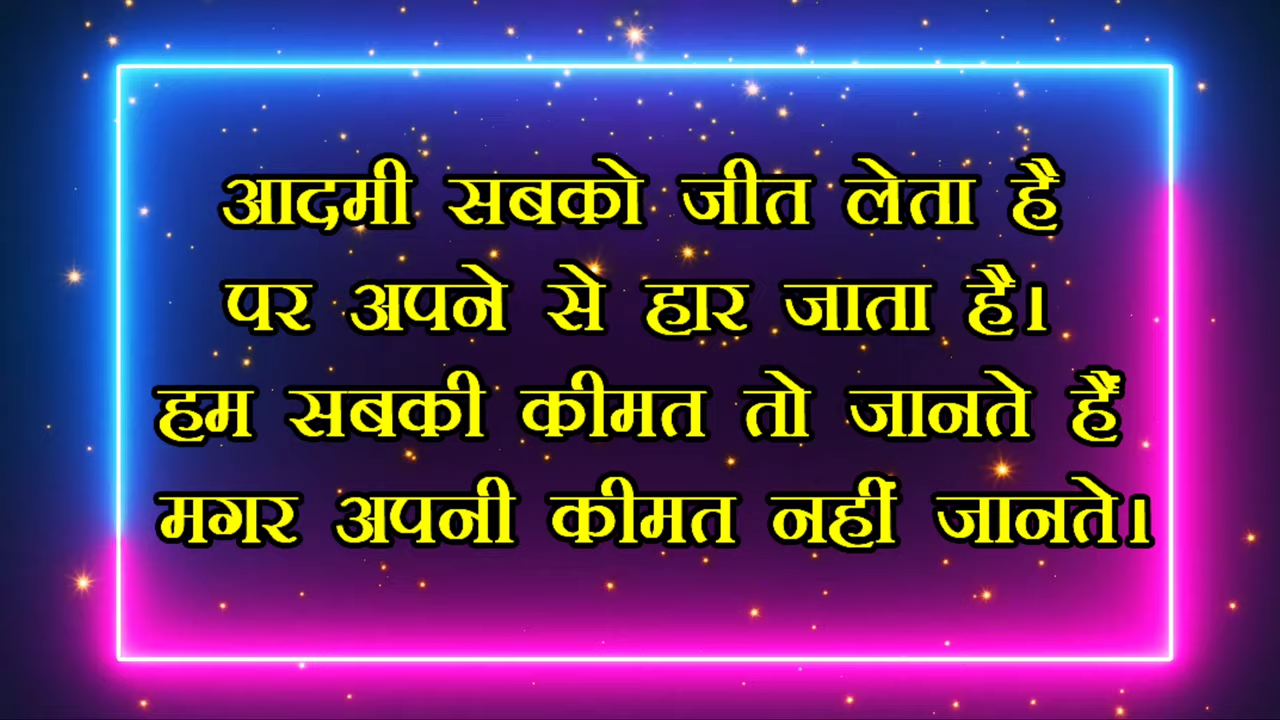 आदमी सबको जीत लेता है
पर अपने से हार जाता है।
हम सबकी कीमत तो जानते हैं
मगर अपनी कीमत नहीं जानते।